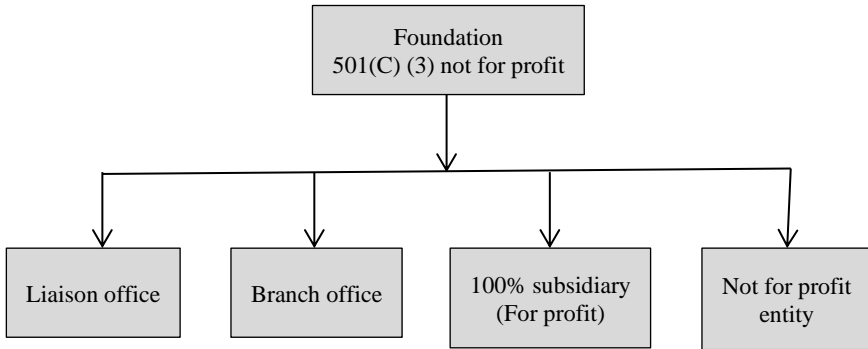 Foundation
501(C) (3) not for profit
Liaison office
Branch office
100% subsidiary
(For profit)
Not for profit
entity